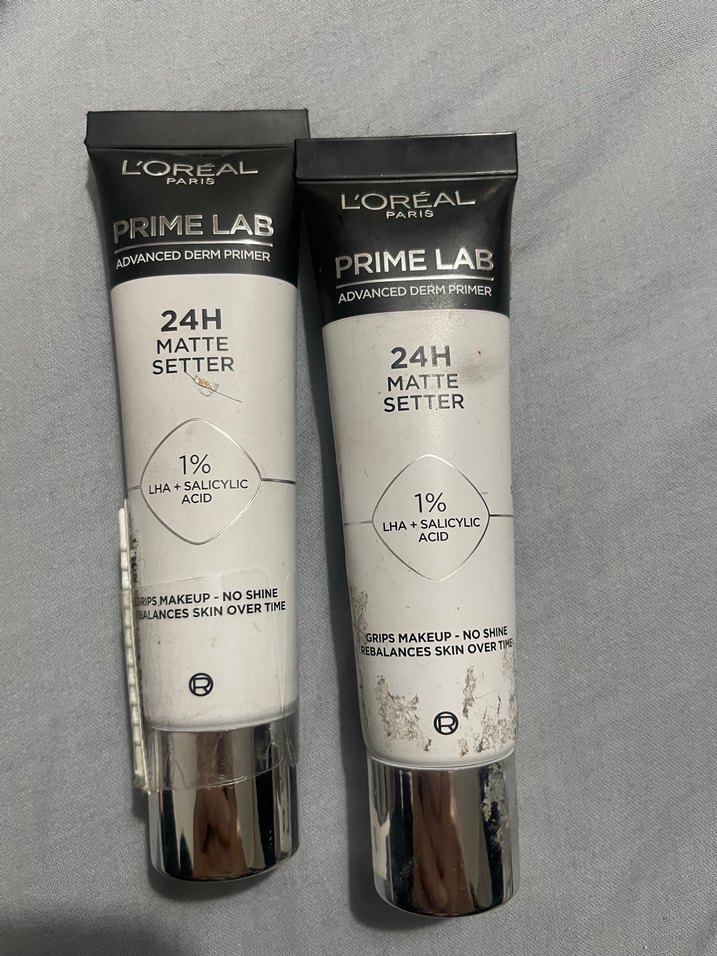 L'ORÉAL
PARIS
PRIME LAB
ADVANCED DERM PRIMER
24H
MATTE
SETTER
1%
LHA + SALICYLIC
ACID
GRIPS MAKEUP - NO SHINE
REBALANCES SKIN OVER TIME
R
L'ORÉAL
PARIS
PRIME LAB
ADVANCED DERM PRIMER
24H
MATTE
SETTER
1%
LHA + SALICYLIC
ACID
GRIPS MAKEUP - NO SHINE
REBALANCES SKIN OVER TIME
R